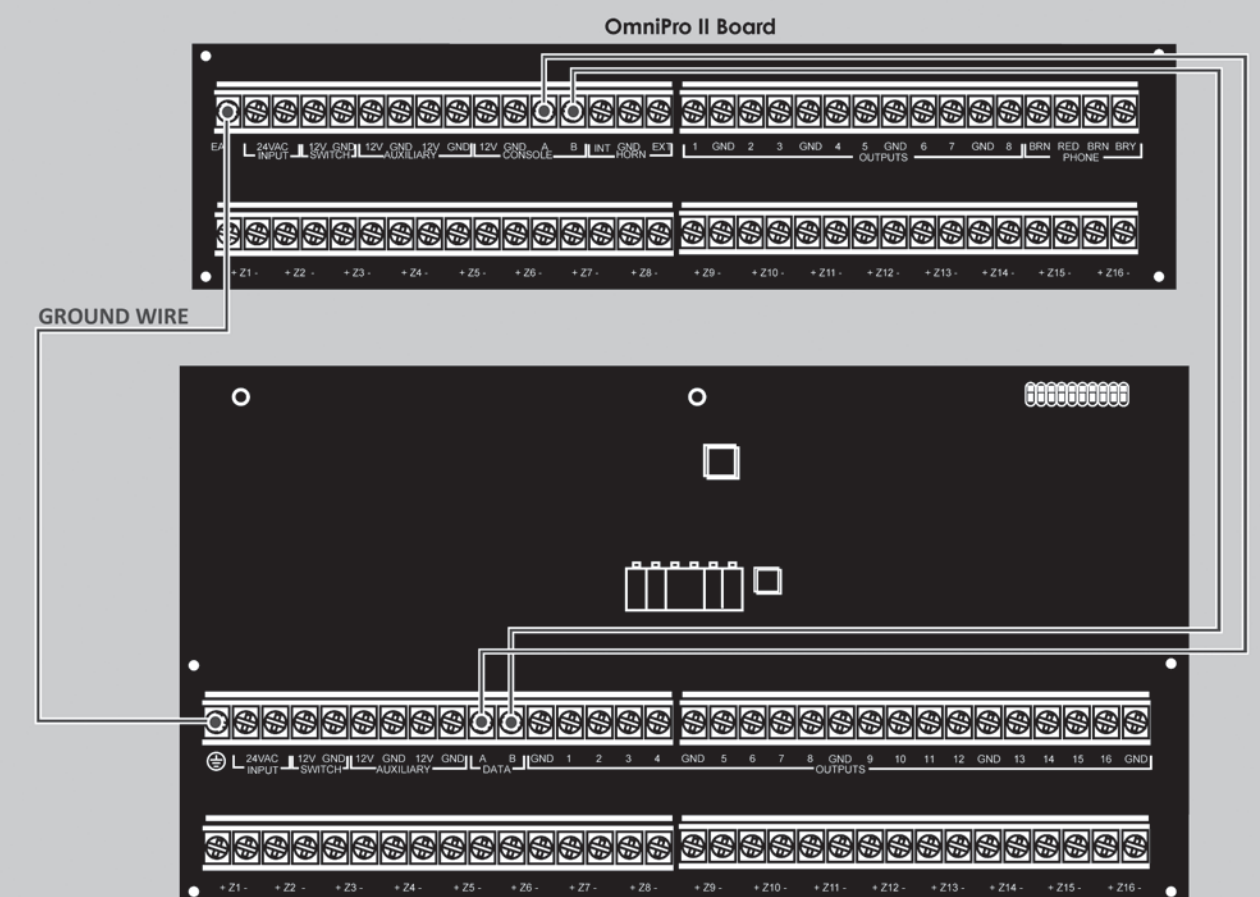 OmniPro II Board
EA 24VAC 12V GND 12V GND 12V GND 12V GND A B INT GND EXT 1 GND 2 3 GND 4 5 GND 6 7 GND 8 BRN RED BRN BRY
INPUT SWITCH AUXILIARY CONSOLE HORN OUTPUTS PHONE
+ Z1 - + Z2 - + Z3 - + Z4 - + Z5 - + Z6 - + Z7 - + Z8 - + Z9 - + Z10 - + Z11 - + Z12 - + Z13 - + Z14 - + Z15 - + Z16 -
GROUND WIRE
24VAC 12V GND 12V GND 12V GND A B GND 1 2 3 4 GND 5 6 7 8 GND 9 10 11 12 GND 13 14 15 16 GND
INPUT SWITCH AUXILIARY DATA OUTPUTS
+ Z1 - + Z2 - + Z3 - + Z4 - + Z5 - + Z6 - + Z7 - + Z8 - + Z9 - + Z10 - + Z11 - + Z12 - + Z13 - + Z14 - + Z15 - + Z16 -